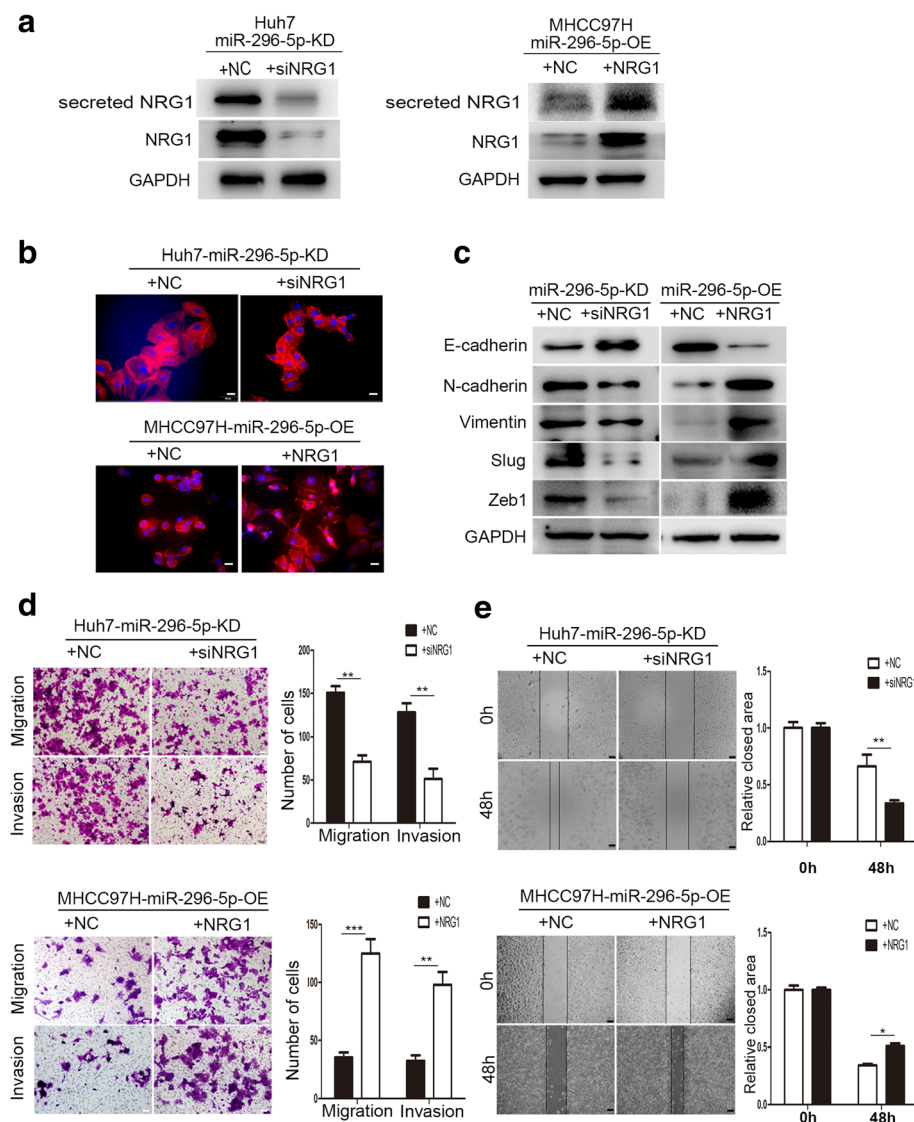 a
Huh7
miR-296-5p-KD
+NC +siNRG1
secreted NRG1
NRG1
GAPDH
MHCC97H
miR-296-5p-OE
+NC +NRG1
secreted NRG1
NRG1
GAPDH
b
Huh7-miR-296-5p-KD
+NC +siNRG1
MHCC97H-miR-296-5p-OE
+NC +NRG1
c
miR-296-5p-KD miR-296-5p-OE
+NC +siNRG1 +NC +NRG1
E-cadherin
N-cadherin
Vimentin
Slug
Zeb1
GAPDH
d
Huh7-miR-296-5p-KD
+NC +siNRG1
Migration
Invasion
+NC
+siNRG1
Number of cells
200
150
100
50
0
** **
Migration Invasion
MHCC97H-miR-296-5p-OE
+NC +NRG1
Migration
Invasion
+NC
+NRG1
Number of cells
150
100
50
0
*** **
Migration Invasion
e
Huh7-miR-296-5p-KD
+NC +siNRG1
0h
48h
+NC
+siNRG1
Relative closed area
1.5
1.0
0.5
0.0
**
0h 48h
MHCC97H-miR-296-5p-OE
+NC +NRG1
0h
48h
+NC
+NRG1
Relative closed area
1.5
1.0
0.5
0.0
*
0h 48h